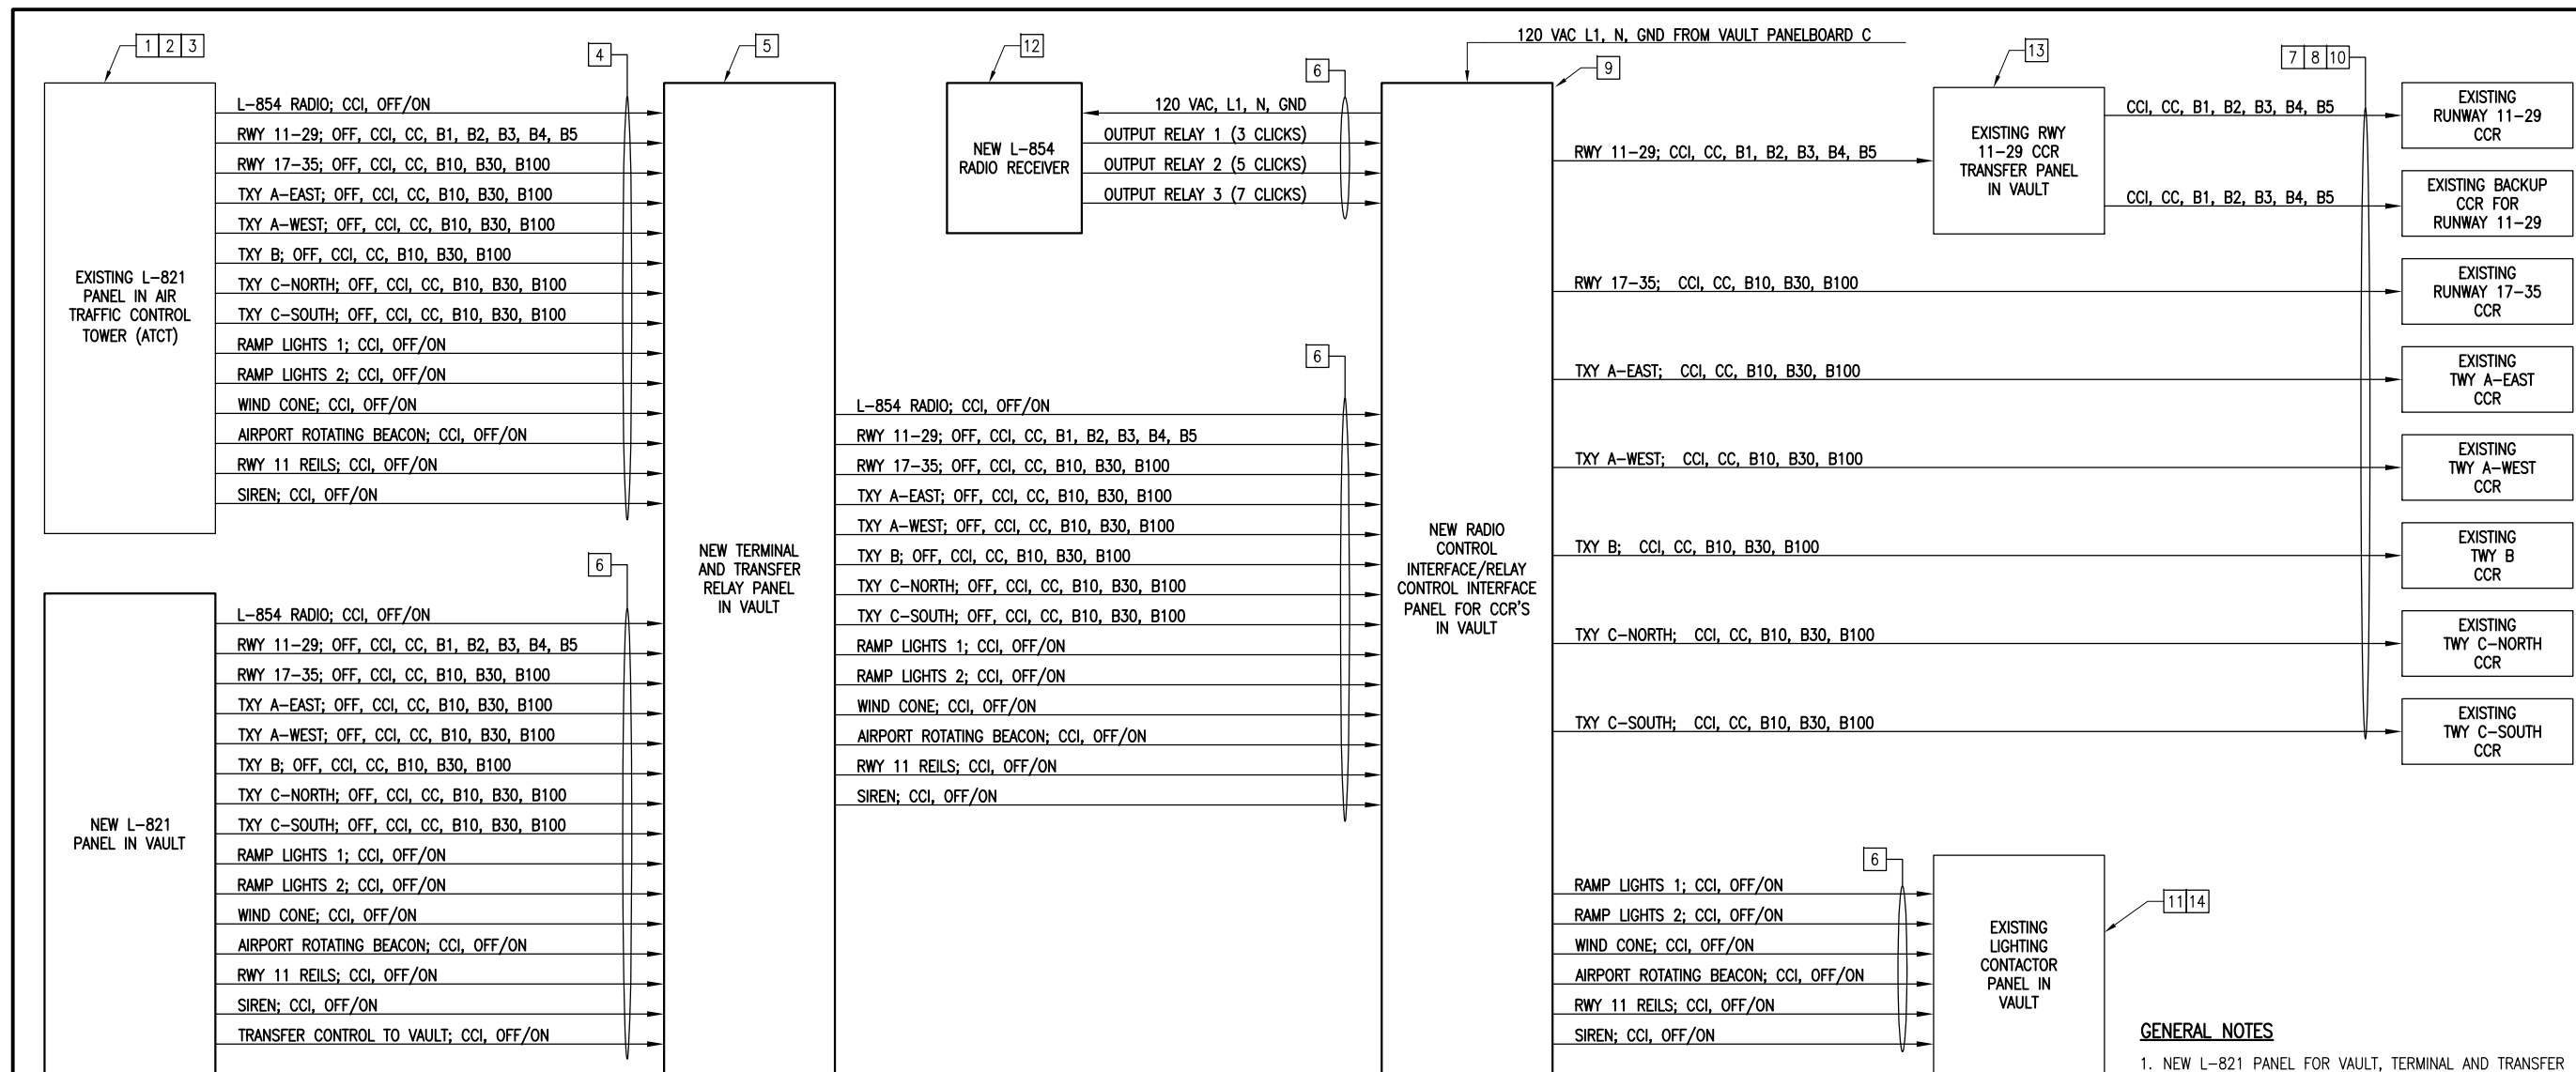 1 2 3
4
5
12
6
120 VAC L1, N, GND FROM VAULT PANELBOARD C
9
13
7 8 10
EXISTING L-821
PANEL IN AIR
TRAFFIC CONTROL
TOWER (ATCT)
L-854 RADIO; CCI, OFF/ON
RWY 11-29; OFF, CCI, CC, B1, B2, B3, B4, B5
RWY 17-35; OFF, CCI, CC, B10, B30, B100
TXY A-EAST; OFF, CCI, CC, B10, B30, B100
TXY A-WEST; OFF, CCI, CC, B10, B30, B100
TXY B; OFF, CCI, CC, B10, B30, B100
TXY C-NORTH; OFF, CCI, CC, B10, B30, B100
TXY C-SOUTH; OFF, CCI, CC, B10, B30, B100
RAMP LIGHTS 1; CCI, OFF/ON
RAMP LIGHTS 2; CCI, OFF/ON
WIND CONE; CCI, OFF/ON
AIRPORT ROTATING BEACON; CCI, OFF/ON
RWY 11 REILS; CCI, OFF/ON
SIREN; CCI, OFF/ON
6
NEW L-821
PANEL IN VAULT
L-854 RADIO; CCI, OFF/ON
RWY 11-29; OFF, CCI, CC, B1, B2, B3, B4, B5
RWY 17-35; OFF, CCI, CC, B10, B30, B100
TXY A-EAST; OFF, CCI, CC, B10, B30, B100
TXY A-WEST; OFF, CCI, CC, B10, B30, B100
TXY B; OFF, CCI, CC, B10, B30, B100
TXY C-NORTH; OFF, CCI, CC, B10, B30, B100
TXY C-SOUTH; OFF, CCI, CC, B10, B30, B100
RAMP LIGHTS 1; CCI, OFF/ON
RAMP LIGHTS 2; CCI, OFF/ON
WIND CONE; CCI, OFF/ON
AIRPORT ROTATING BEACON; CCI, OFF/ON
RWY 11 REILS; CCI, OFF/ON
SIREN; CCI, OFF/ON
TRANSFER CONTROL TO VAULT; CCI, OFF/ON
NEW TERMINAL
AND TRANSFER
RELAY PANEL
IN VAULT
NEW L-854
RADIO RECEIVER
120 VAC, L1, N, GND
OUTPUT RELAY 1 (3 CLICKS)
OUTPUT RELAY 2 (5 CLICKS)
OUTPUT RELAY 3 (7 CLICKS)
6
L-854 RADIO; CCI, OFF/ON
RWY 11-29; OFF, CCI, CC, B1, B2, B3, B4, B5
RWY 17-35; OFF, CCI, CC, B10, B30, B100
TXY A-EAST; OFF, CCI, CC, B10, B30, B100
TXY A-WEST; OFF, CCI, CC, B10, B30, B100
TXY B; OFF, CCI, CC, B10, B30, B100
TXY C-NORTH; OFF, CCI, CC, B10, B30, B100
TXY C-SOUTH; OFF, CCI, CC, B10, B30, B100
RAMP LIGHTS 1; CCI, OFF/ON
RAMP LIGHTS 2; CCI, OFF/ON
WIND CONE; CCI, OFF/ON
AIRPORT ROTATING BEACON; CCI, OFF/ON
RWY 11 REILS; CCI, OFF/ON
SIREN; CCI, OFF/ON
NEW RADIO
CONTROL
INTERFACE/RELAY
CONTROL INTERFACE
PANEL FOR CCR'S
IN VAULT
RWY 11-29; CCI, CC, B1, B2, B3, B4, B5
EXISTING RWY
11-29 CCR
TRANSFER PANEL
IN VAULT
CCI, CC, B1, B2, B3, B4, B5
CCI, CC, B1, B2, B3, B4, B5
RWY 17-35; CCI, CC, B10, B30, B100
TXY A-EAST; CCI, CC, B10, B30, B100
TXY A-WEST; CCI, CC, B10, B30, B100
TXY B; CCI, CC, B10, B30, B100
TXY C-NORTH; CCI, CC, B10, B30, B100
TXY C-SOUTH; CCI, CC, B10, B30, B100
EXISTING
RUNWAY 11-29
CCR
EXISTING BACKUP
CCR FOR
RUNWAY 11-29
EXISTING
RUNWAY 17-35
CCR
EXISTING
TWY A-EAST
CCR
EXISTING
TWY A-WEST
CCR
EXISTING
TWY B
CCR
EXISTING
TWY C-NORTH
CCR
EXISTING
TWY C-SOUTH
CCR
6
RAMP LIGHTS 1; CCI, OFF/ON
RAMP LIGHTS 2; CCI, OFF/ON
WIND CONE; CCI, OFF/ON
AIRPORT ROTATING BEACON; CCI, OFF/ON
RWY 11 REILS; CCI, OFF/ON
SIREN; CCI, OFF/ON
EXISTING
LIGHTING
CONTACTOR
PANEL IN
VAULT
11 14
GENERAL NOTES
1. NEW L-821 PANEL FOR VAULT, TERMINAL AND TRANSFER